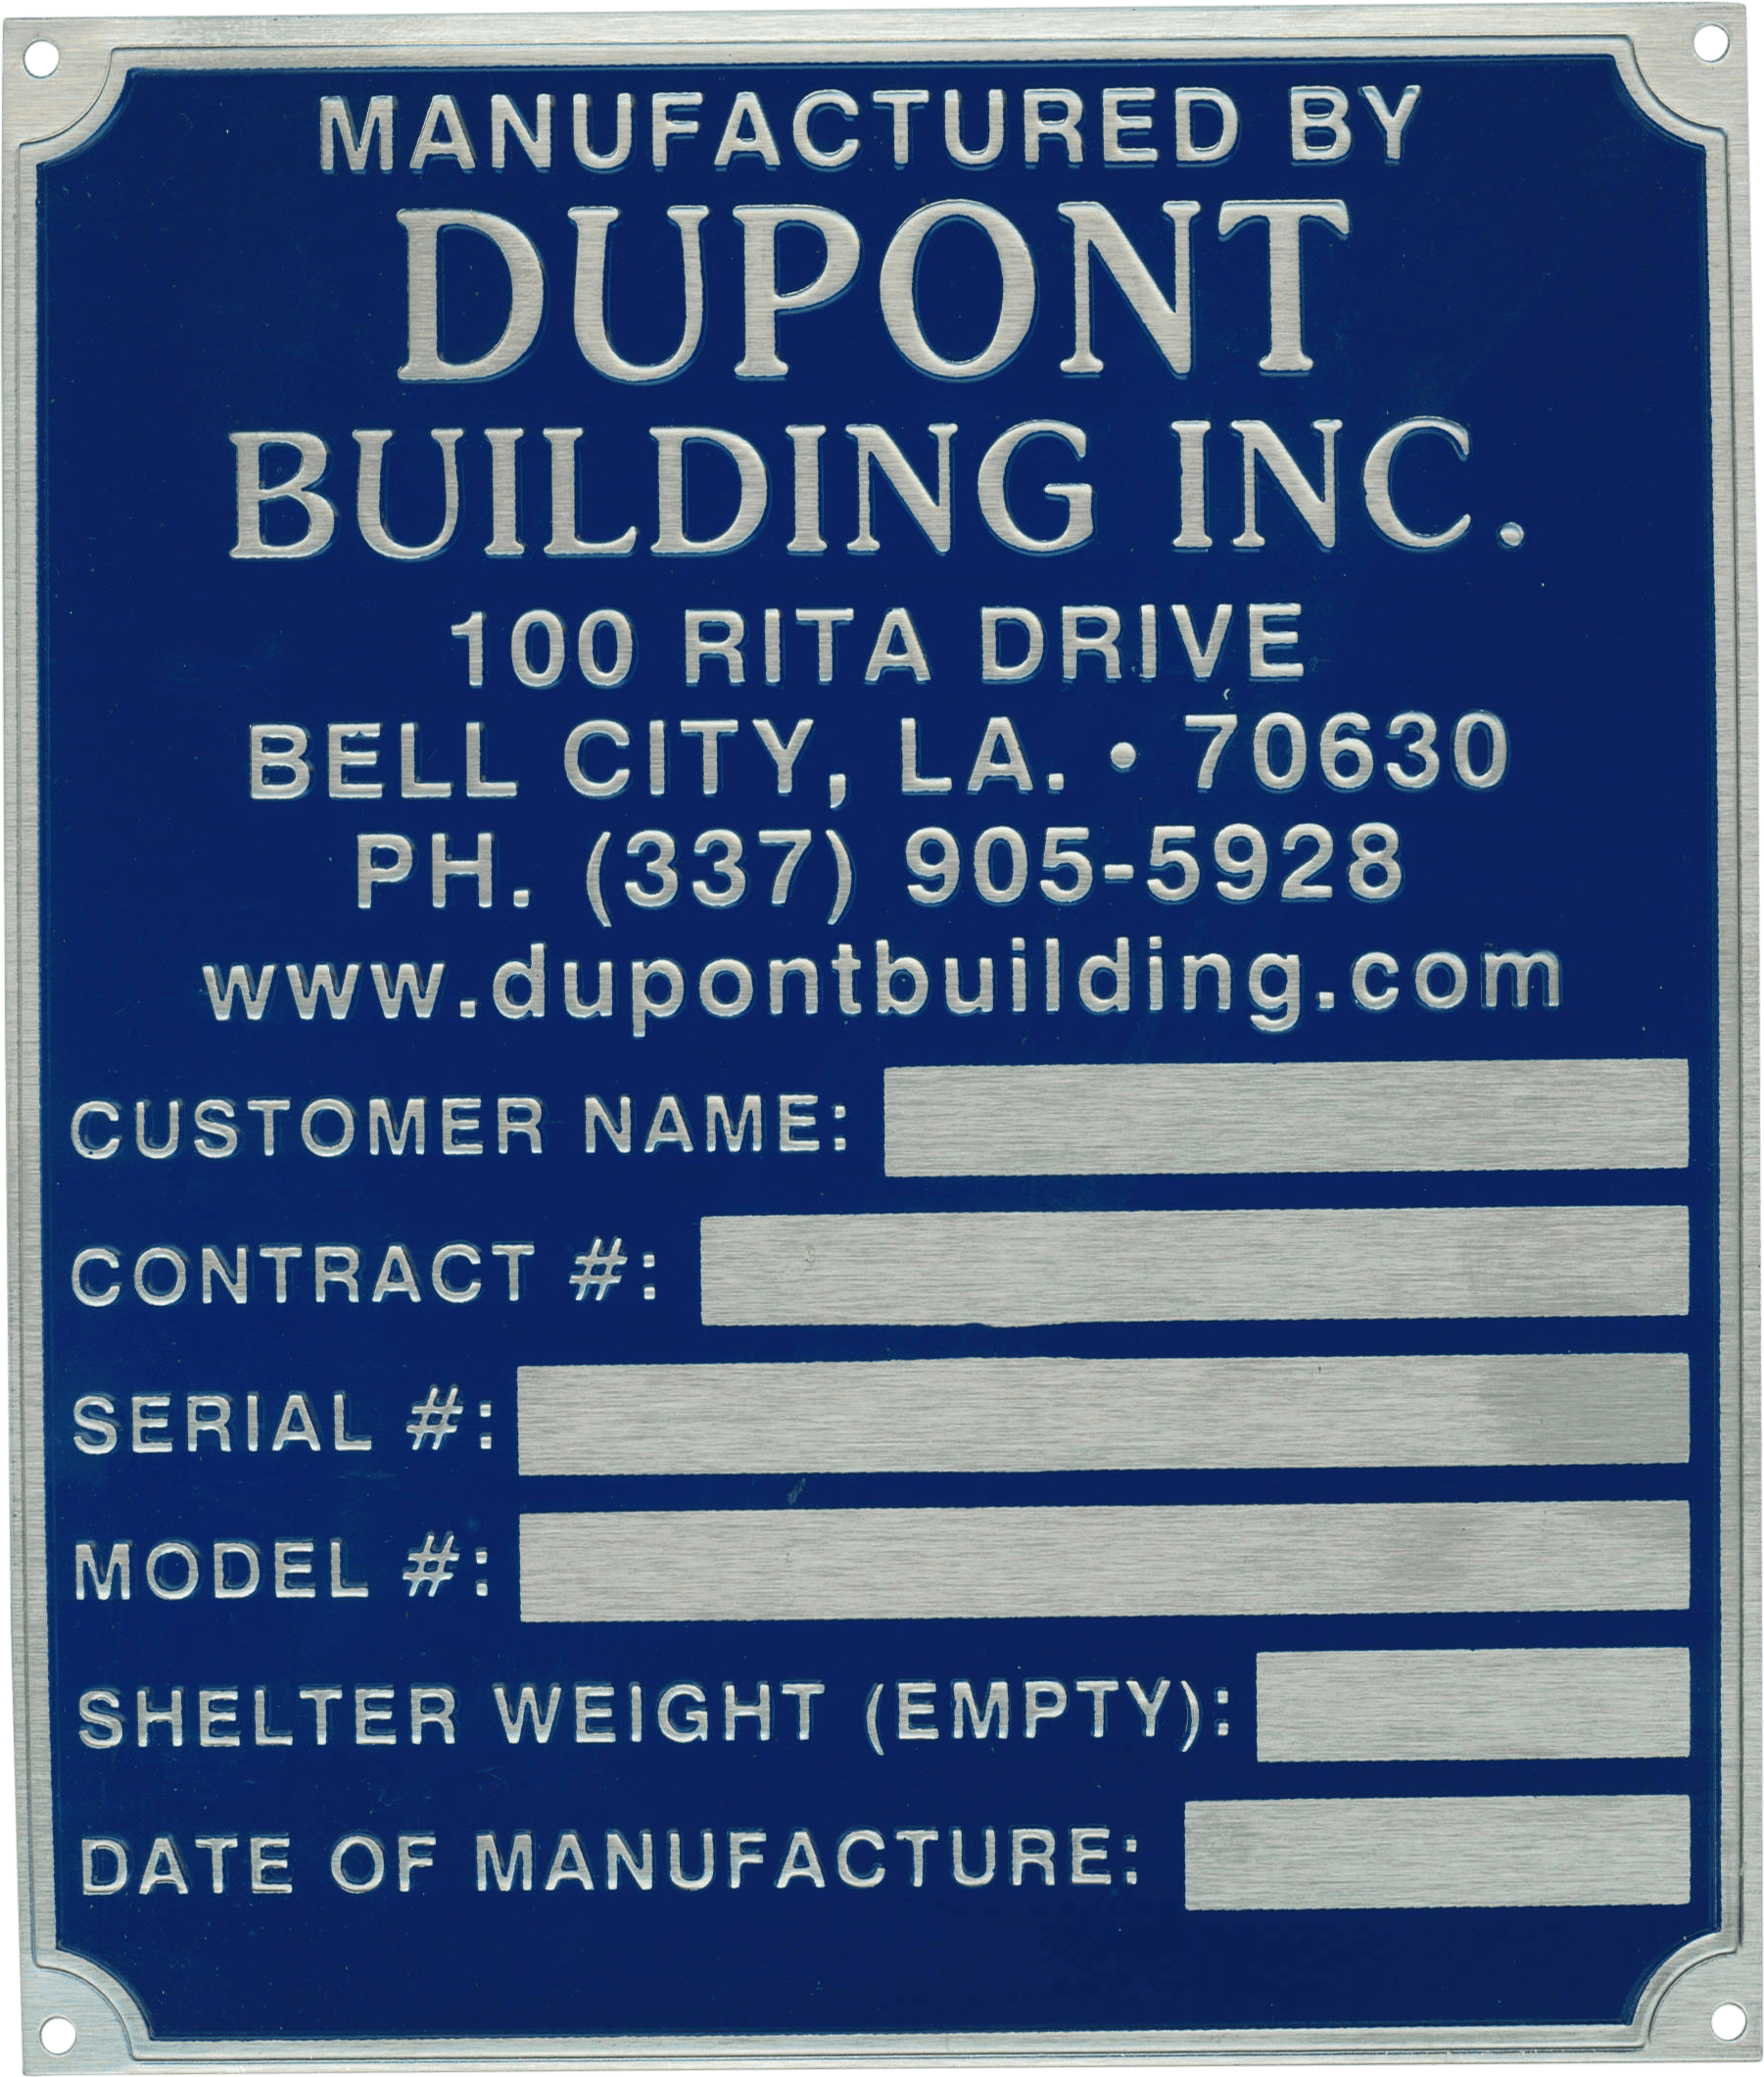 MANUFACTURED BY
DUPONT
BUILDING INC.
100 RITA DRIVE
BELL CITY, LA. • 70630
PH. (337) 905-5928
www.dupontbuilding.com
CUSTOMER NAME:
CONTRACT #:
SERIAL #:
MODEL #:
SHELTER WEIGHT (EMPTY):
DATE OF MANUFACTURE: